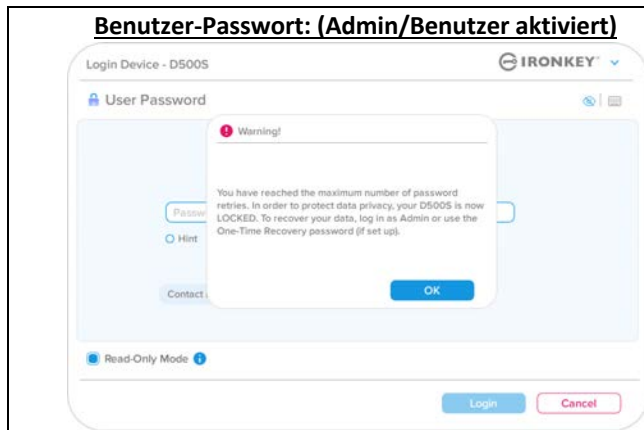 Benutzer-Passwort: (Admin/Benutzer aktiviert)
Login Device - D500S
IRONKEY
User Password
Warning!
You have reached the maximum number of password
retries. In order to protect data privacy, your D500S is now
LOCKED. To recover your data, log in as Admin or use the
One-Time Recovery password (if set up).
Hint
Contact
OK
Read-Only Mode
Login
Cancel